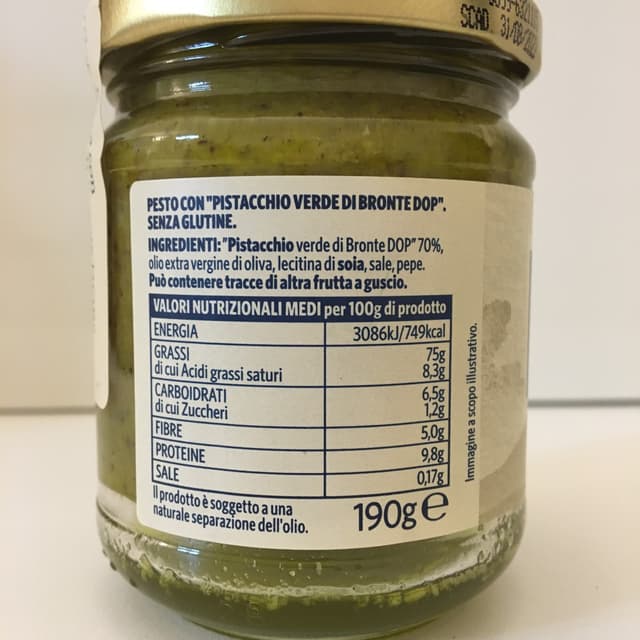 SCAD. 31/08/
PESTO CON "PISTACCHIO VERDE DI BRONTE DOP".
SENZA GLUTINE.
INGREDIENTI: "Pistacchio verde di Bronte DOP" 70%,
olio extra vergine di oliva, lecitina di soia, sale, pepe.
Può contenere tracce di altra frutta a guscio.
VALORI NUTRIZIONALI MEDI per 100g di prodotto
ENERGIA 3086kJ/749kcal
GRASSI 75g
di cui Acidi grassi saturi 8,3g
CARBOIDRATI 6,5g
di cui Zuccheri 1,2g
FIBRE 5,0g
PROTEINE 9,8g
SALE 0,17g
Il prodotto è soggetto a una
naturale separazione dell'olio.
190g e
Immagine a scopo illustrativo.